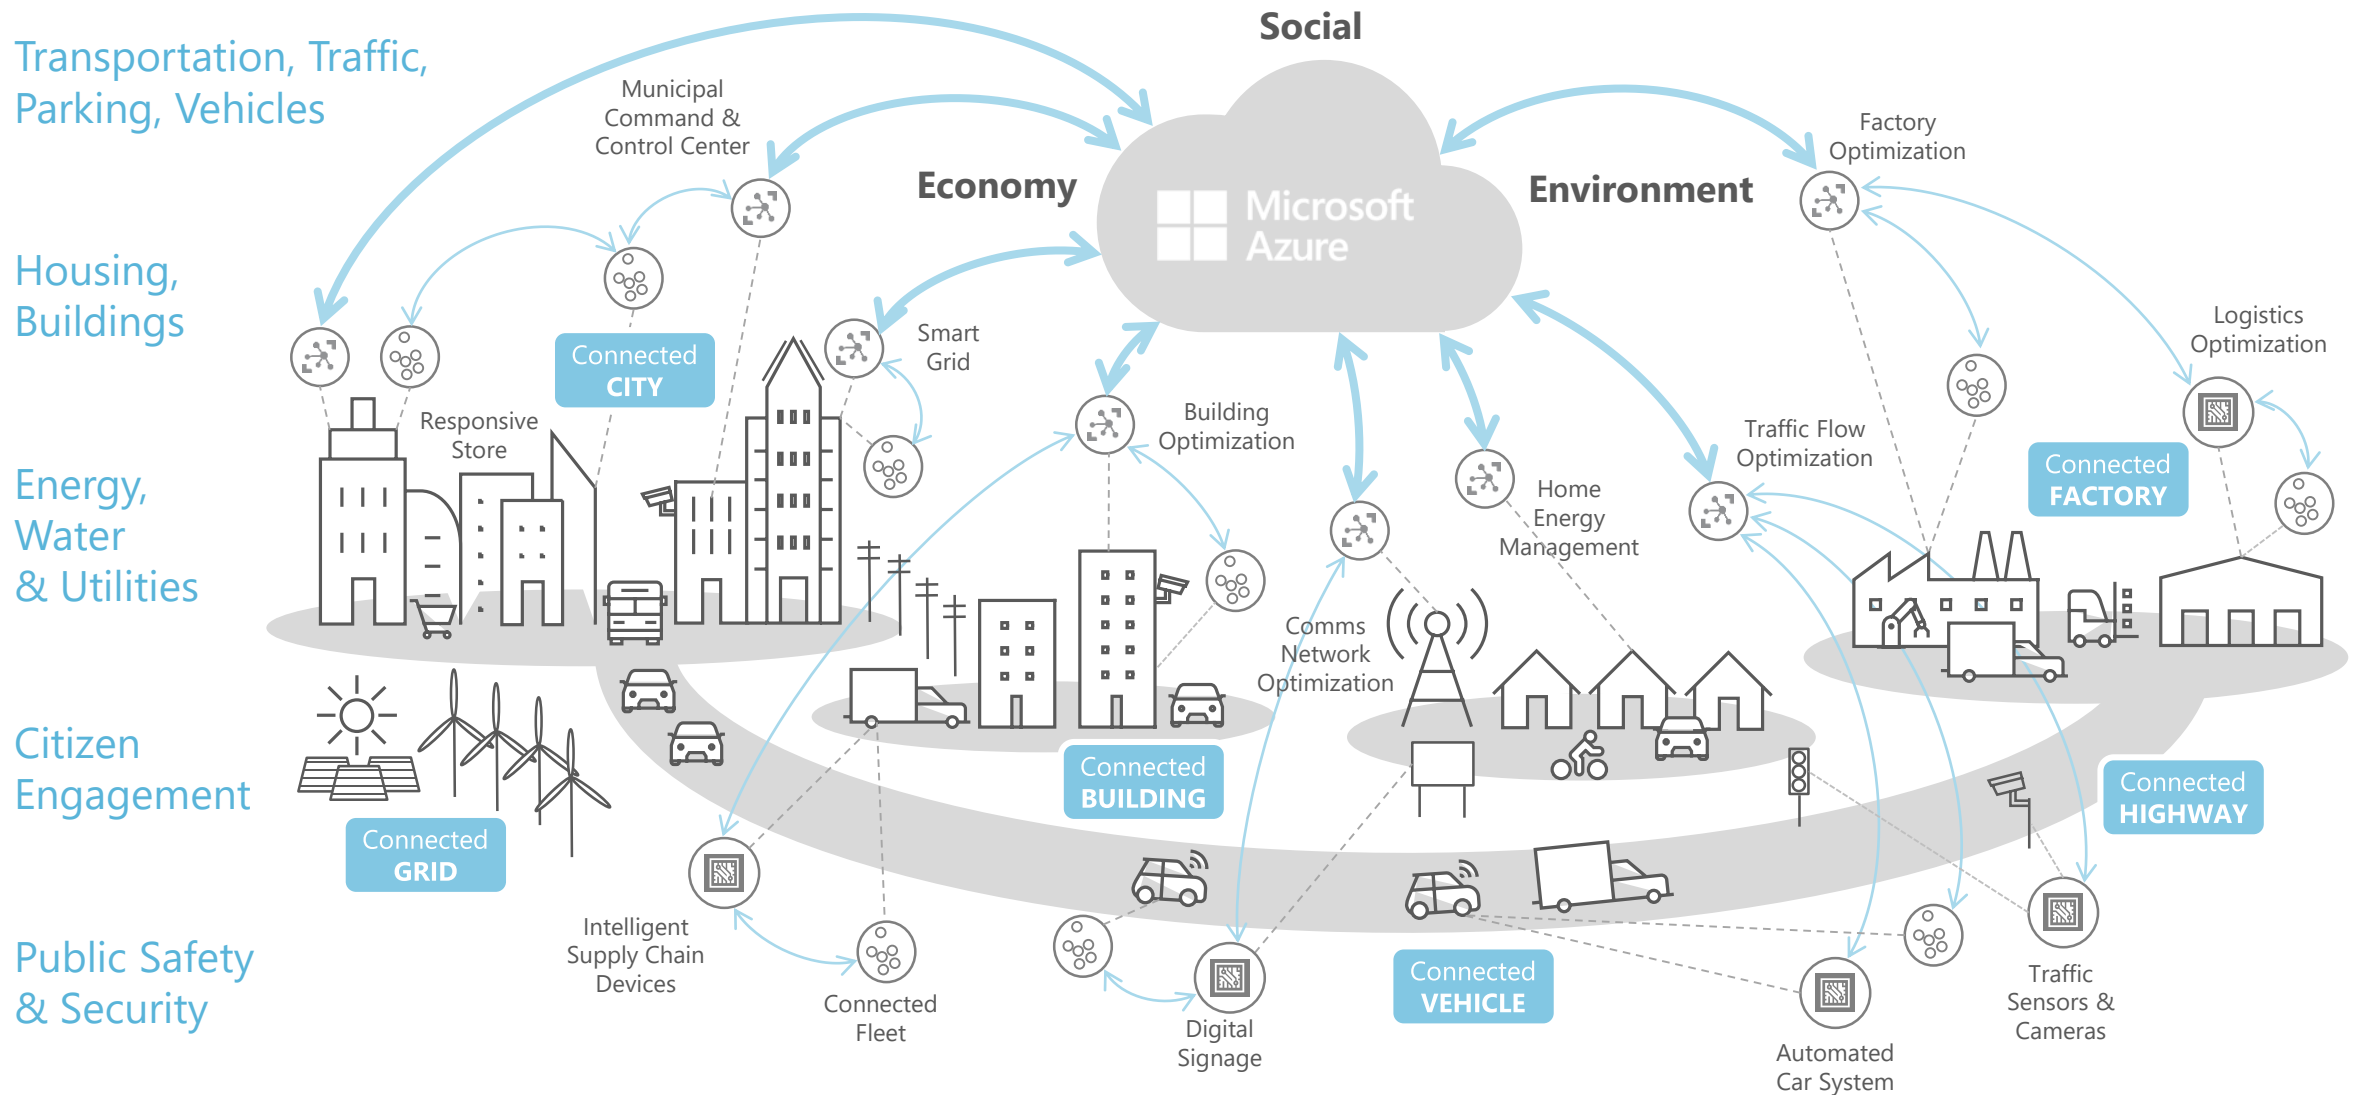 Transportation, Traffic,
Parking, Vehicles
Housing,
Buildings
Energy,
Water
& Utilities
Citizen
Engagement
Public Safety
& Security
Social
Economy
Environment
Microsoft
Azure
Municipal
Command &
Control Center
Factory
Optimization
Connected
CITY
Smart
Grid
Responsive
Store
Building
Optimization
Logistics
Optimization
Traffic Flow
Optimization
Connected
FACTORY
Home
Energy
Management
Comms
Network
Optimization
Connected
BUILDING
Connected
HIGHWAY
Connected
GRID
Intelligent
Supply Chain
Devices
Connected
Fleet
Digital
Signage
Connected
VEHICLE
Traffic
Sensors &
Cameras
Automated
Car System